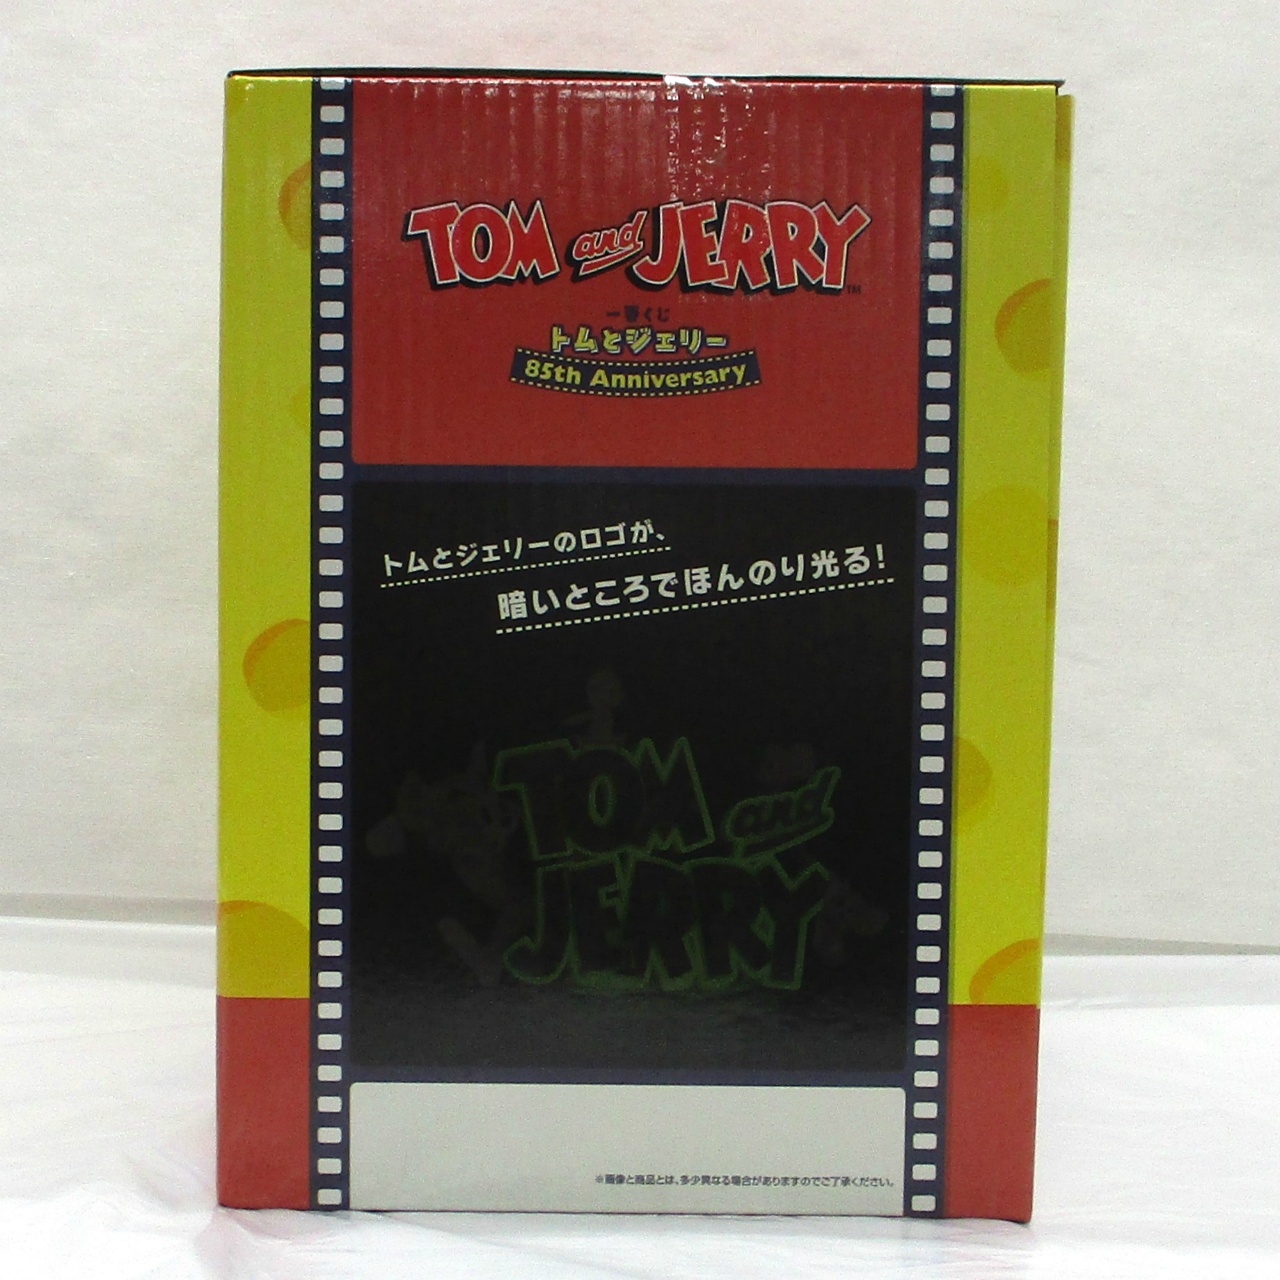 TOM and JERRY™
一番くじ
トムとジェリー
85th Anniversary
トムとジェリーのロゴが、
暗いところでほんのり光る!
TOM and
JERRY
※画像と商品とは、多少異なる場合がありますのでご了承ください。